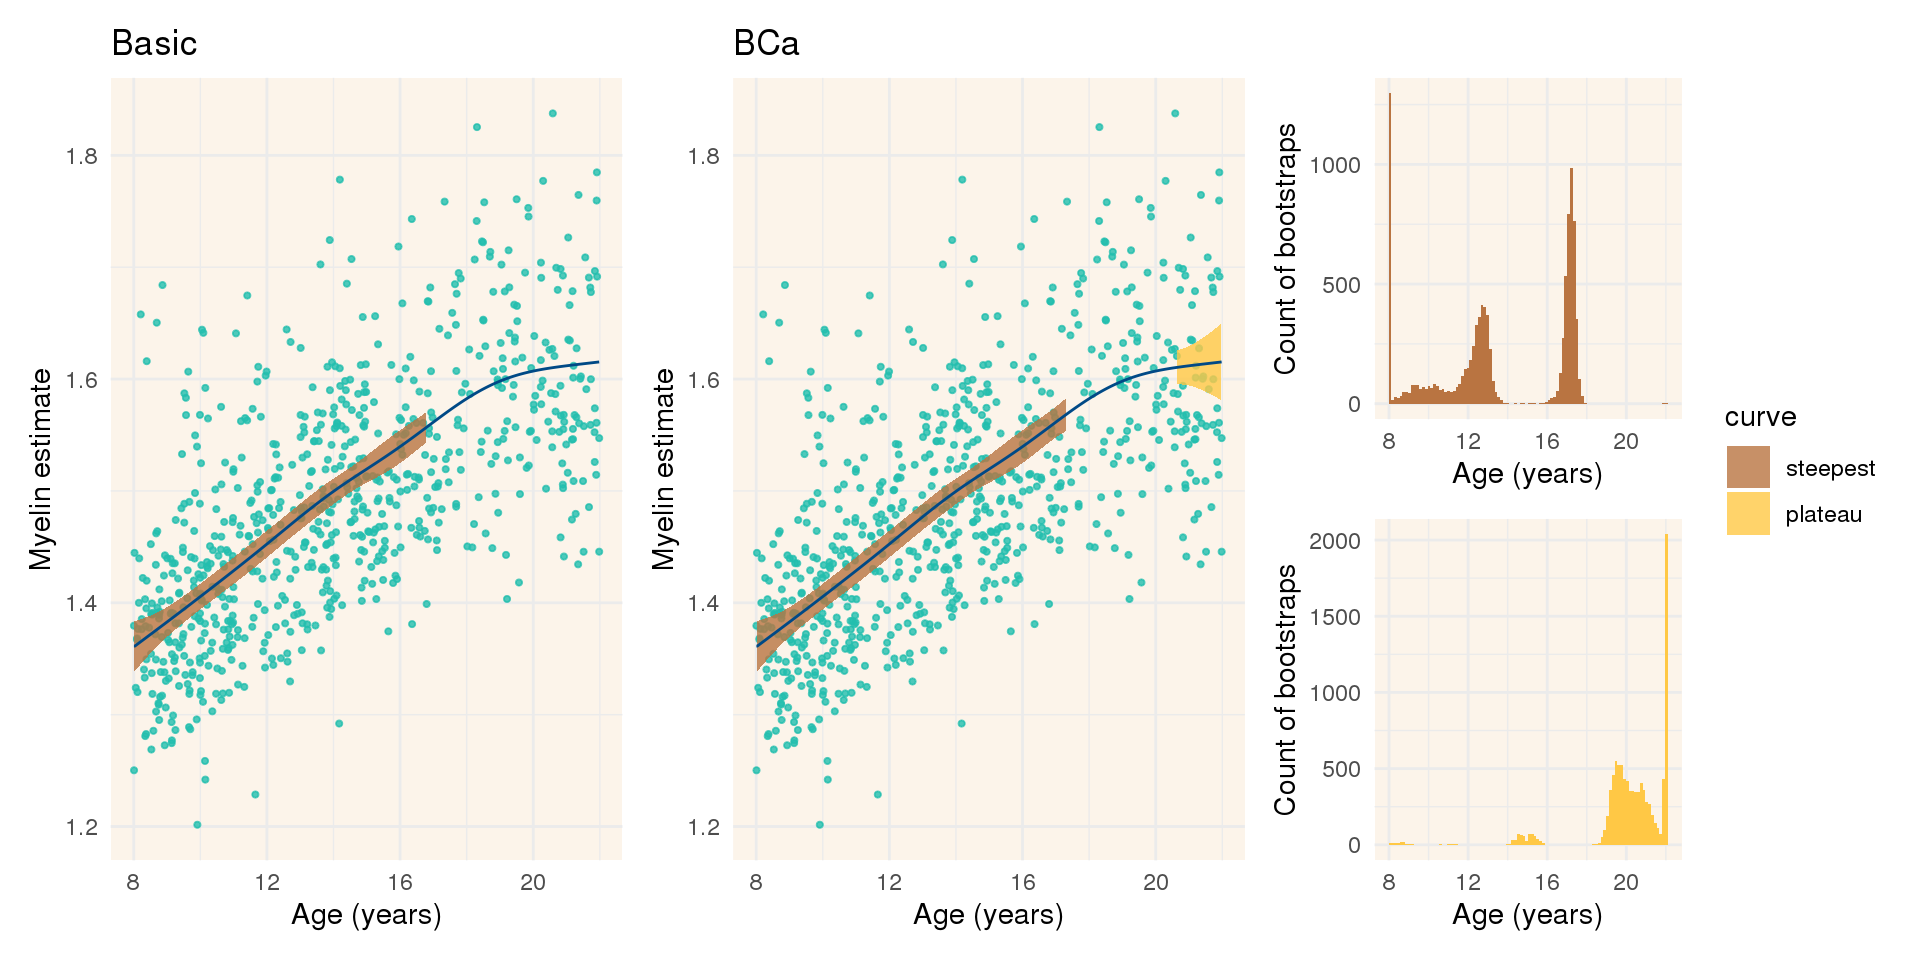 Basic
1.8
1.6
1.4
1.2
Myelin estimate
8 12 16 20
Age (years)
BCa
1.8
1.6
1.4
1.2
Myelin estimate
8 12 16 20
Age (years)
Count of bootstraps
1000
500
0
8 12 16 20
Age (years)
Count of bootstraps
2000
1500
1000
500
0
8 12 16 20
Age (years)
curve
steepest
plateau